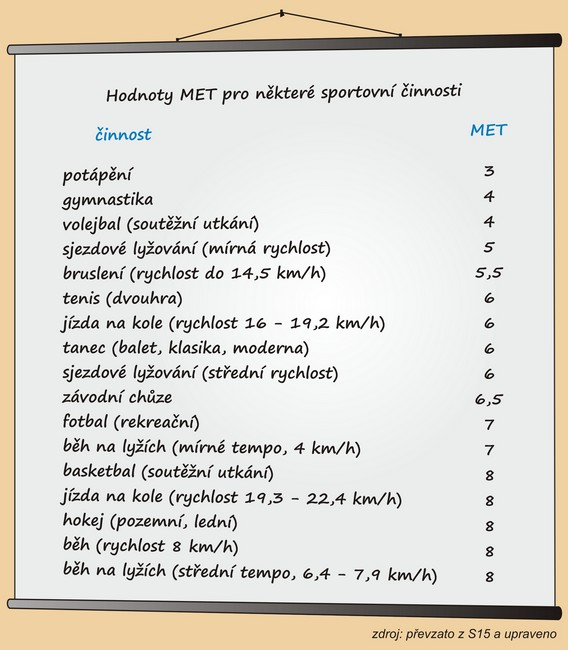 Hodnoty MET pro některé sportovní činnosti
činnost MET
potápění 3
gymnastika 4
volejbal (soutěžní utkání) 4
sjezdové lyžování (mírná rychlost) 5
bruslení (rychlost do 14,5 km/h) 5,5
tenis (dvouhra) 6
jízda na kole (rychlost 16 - 19,2 km/h) 6
tanec (balet, klasika, moderna) 6
sjezdové lyžování (střední rychlost) 6
závodní chůze 6,5
fotbal (rekreační) 7
běh na lyžích (mírné tempo, 4 km/h) 7
basketbal (soutěžní utkání) 8
jízda na kole (rychlost 19,3 - 22,4 km/h) 8
hokej (pozemní, lední) 8
běh (rychlost 8 km/h) 8
běh na lyžích (střední tempo, 6,4 - 7,9 km/h) 8
zdroj: převzato z S15 a upraveno